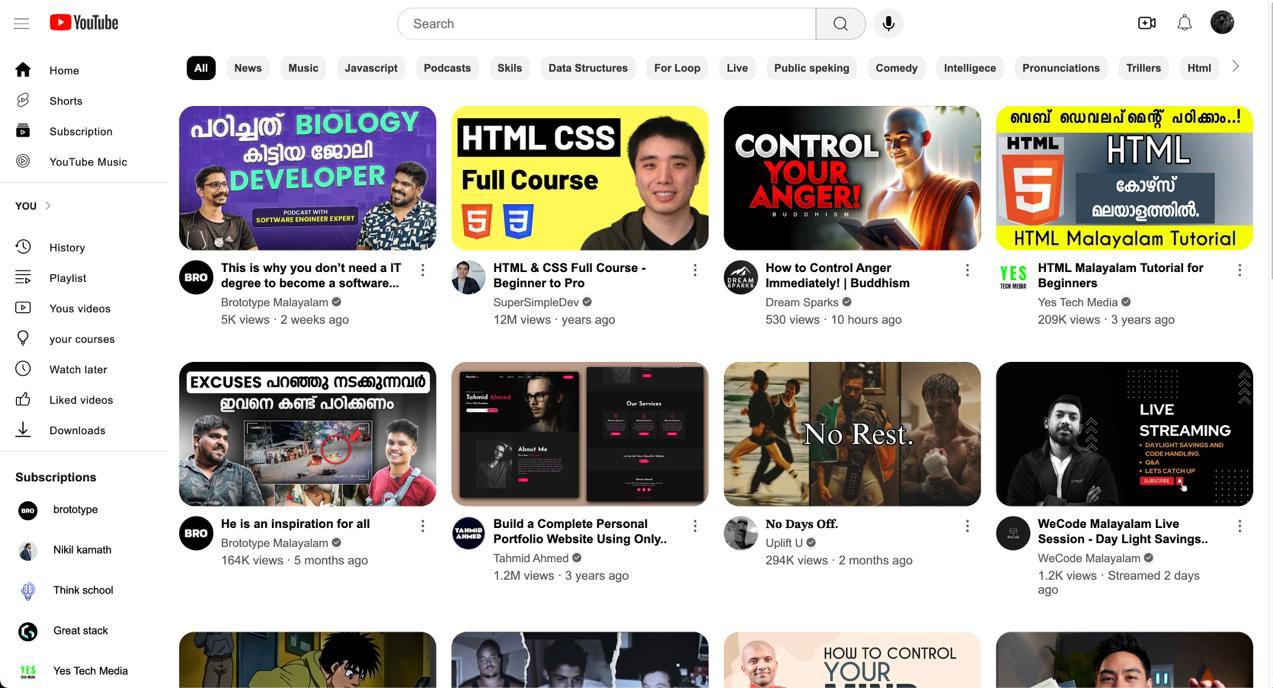 YouTube
Search
Home
Shorts
Subscription
YouTube Music
YOU
History
Playlist
Yous videos
your courses
Watch later
Liked videos
Downloads
Subscriptions
BRO
brototype
Nikil kamath
Think school
Great stack
YES
TECH MEDIA
Yes Tech Media
All
News
Music
Javascript
Podcasts
Skils
Data Structures
For Loop
Live
Public speking
Comedy
Intelligece
Pronunciations
Trillers
Html
പഠിച്ചത് BIOLOGY
കിട്ടിയ ജോലി
DEVELOPER
PODCAST WITH
SOFTWARE ENGINEER EXPERT
BRO
This is why you don’t need a IT
degree to become a software...
Brototype Malayalam
5K views · 2 weeks ago
HTML CSS
Full Course
5 3
HTML & CSS Full Course -
Beginner to Pro
SuperSimpleDev
12M views · years ago
CONTROL
YOUR
ANGER!
BUDDHISM
DREAM
SPARKS
How to Control Anger
Immediately! | Buddhism
Dream Sparks
530 views · 10 hours ago
വെബ് ഡെവലപ്മെന്റ് പഠിക്കാം..!
HTML
5
HTML
കോഴ്സ്
മലയാളത്തിൽ.
HTML Malayalam Tutorial
YES
TECH MEDIA
HTML Malayalam Tutorial for
Beginners
Yes Tech Media
209K views · 3 years ago
EXCUSES പറഞ്ഞു നടക്കുന്നവർ
ഇവനെ കണ്ട് പഠിക്കണം
BRO
He is an inspiration for all
Brototype Malayalam
164K views · 5 months ago
Tahmid Ahmed
About Me
Our Services
TAHMID
AHMED
Build a Complete Personal
Portfolio Website Using Only..
Tahmid Ahmed
1.2M views · 3 years ago
No Rest.
No Days Off.
Uplift U
294K views · 2 months ago
LIVE
STREAMING
• DAYLIGHT SAVINGS AND
CODE HANDLING.
• Q&A
• LETS CATCH UP
SUBSCRIBE
WeCode
WeCode Malayalam Live
Session - Day Light Savings..
WeCode Malayalam
1.2K views · Streamed 2 days
ago
HOW TO CONTROL
YOUR
MIND